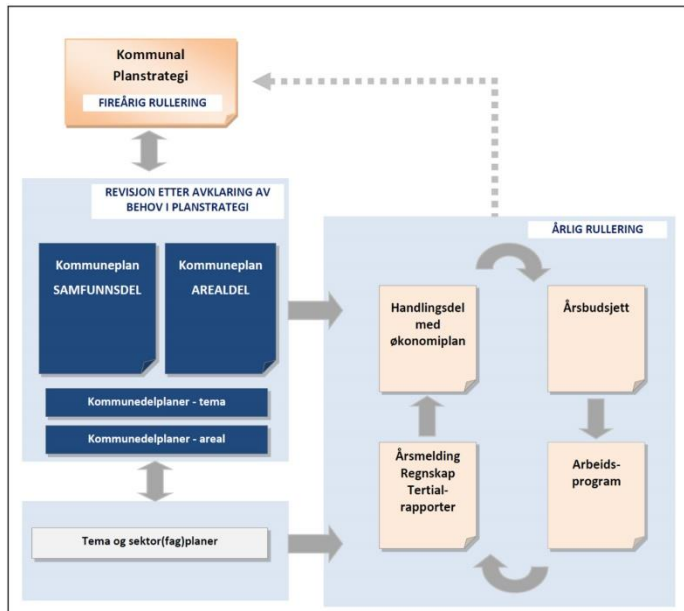 Kommunal
Planstrategi
FIREÅRIG RULLERING
REVISJON ETTER AVKLARING AV
BEHOV I PLANSTRATEGI
Kommuneplan
SAMFUNNSDEL
Kommuneplan
AREALDEL
Kommunedelplaner - tema
Kommunedelplaner - areal
Tema og sektor(fag)planer
ÅRLIG RULLERING
Handlingsdel
med
økonomiplan
Årsbudsjett
Årsmelding
Regnskap
Tertial-
rapporter
Arbeids-
program